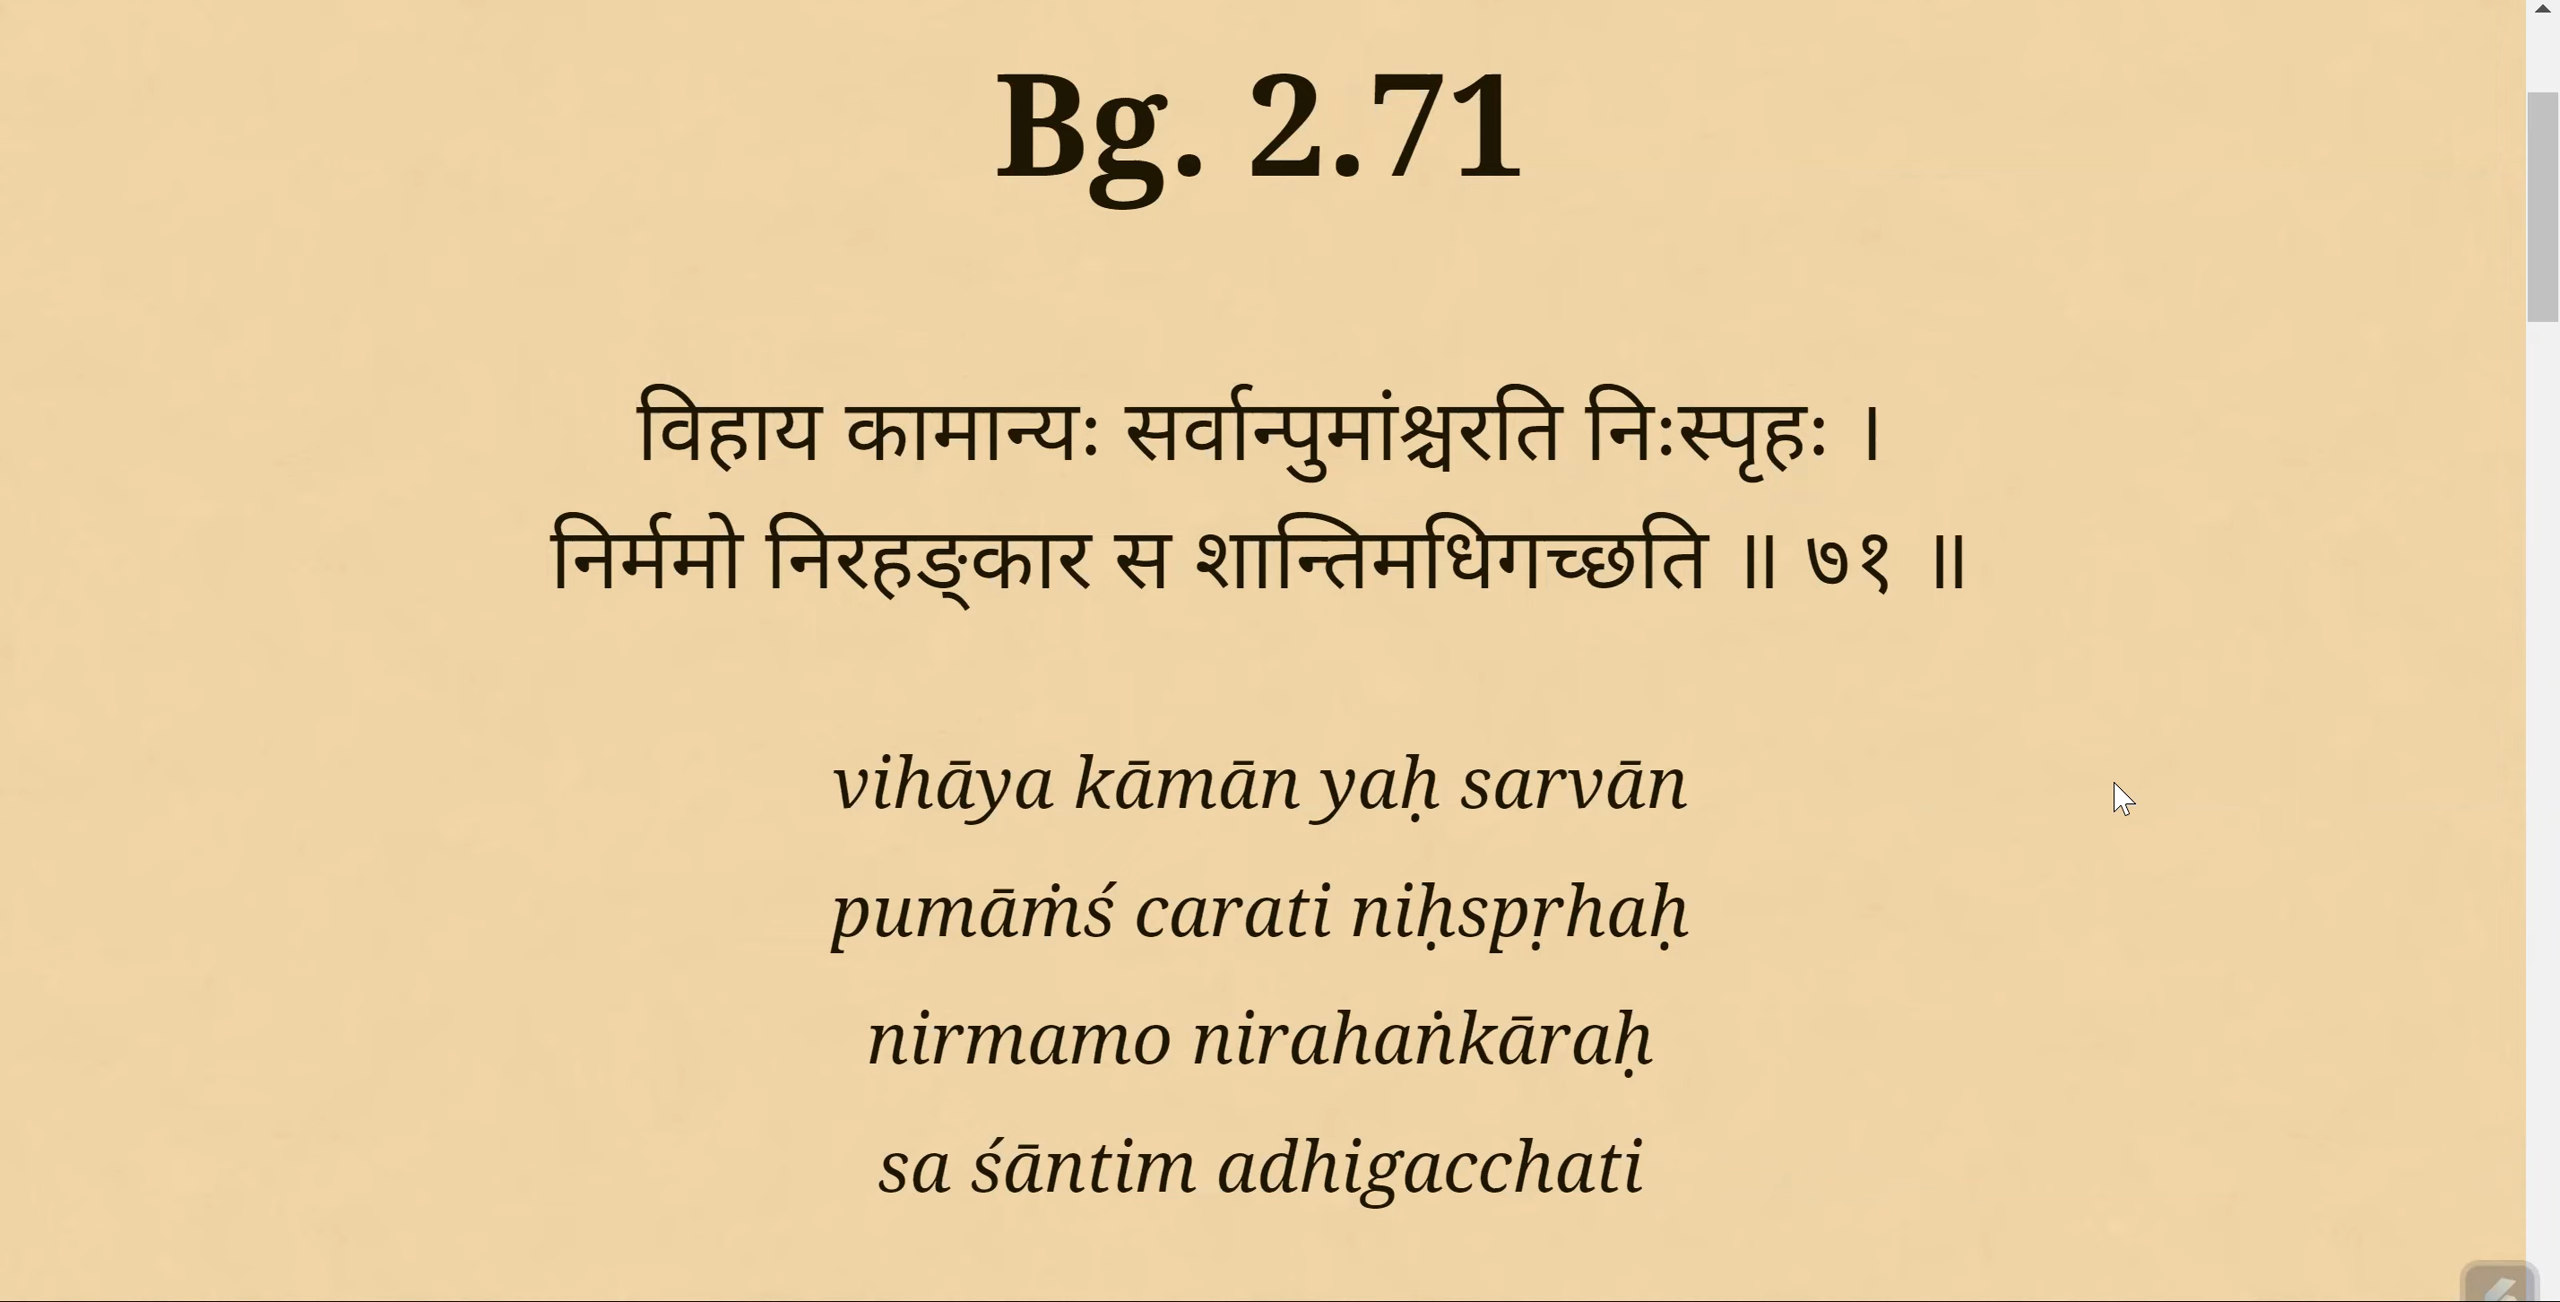 Bg. 2.71
विहाय कामान्यः सर्वान्पुमांश्चरति निःस्पृहः ।
निर्ममो निरहङ्‌कार स शान्तिमधिगच्छति ॥ ७१ ॥
vihāya kāmān yaḥ sarvān
pumāṁś carati niḥspṛhaḥ
nirmamo nirahaṅkāraḥ
sa śāntim adhigacchati